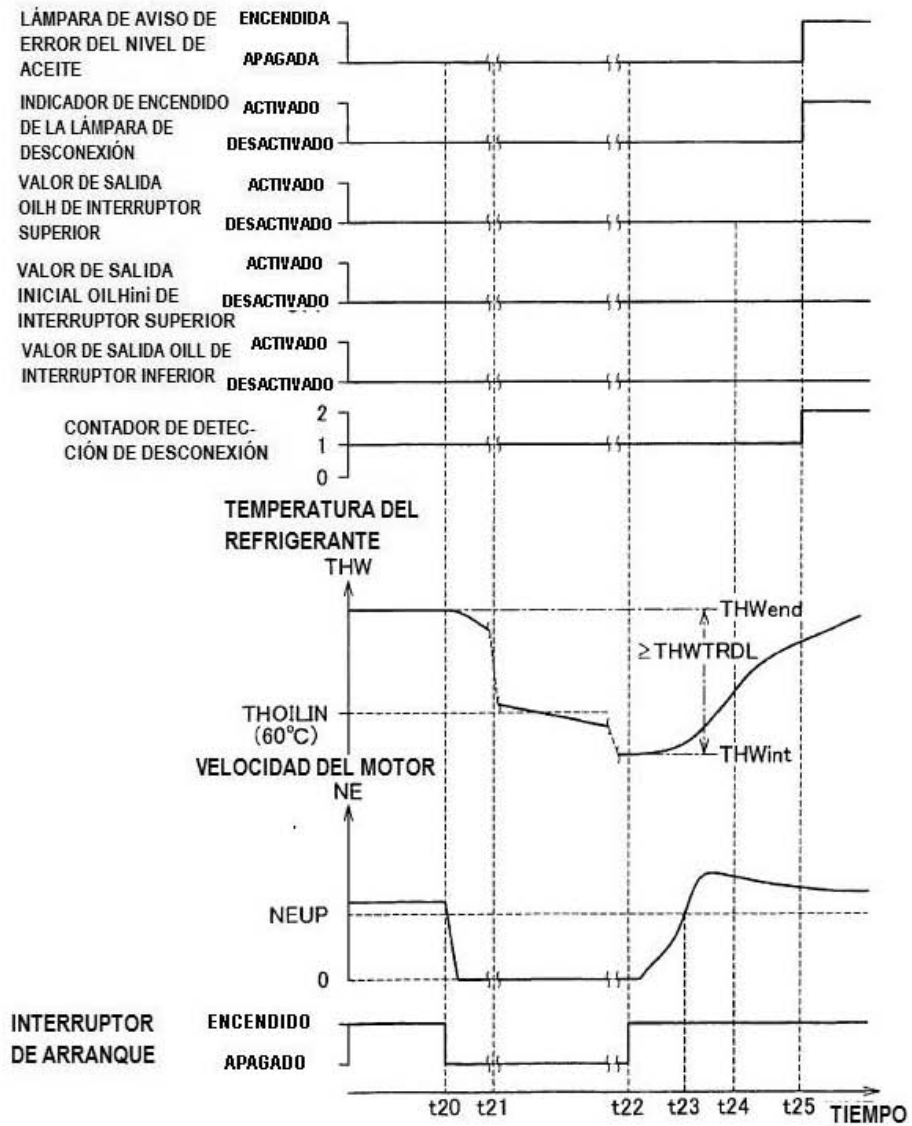 LÁMPARA DE AVISO DE
ERROR DEL NIVEL DE
ACEITE
ENCENDIDA
APAGADA
INDICADOR DE ENCENDIDO
DE LA LÁMPARA DE
DESCONEXIÓN
ACTIVADO
DESACTIVADO
VALOR DE SALIDA
OILH DE INTERRUPTOR
SUPERIOR
ACTIVADO
DESACTIVADO
VALOR DE SALIDA
INICIAL OILHini DE
INTERRUPTOR SUPERIOR
ACTIVADO
DESACTIVADO
VALOR DE SALIDA OILL DE
INTERRUPTOR INFERIOR
ACTIVADO
DESACTIVADO
CONTADOR DE DETEC-
CIÓN DE DESCONEXIÓN
2
1
0
TEMPERATURA DEL
REFRIGERANTE
THW
THWend
≥THWTRDL
THOILIN
(60°C)
THWint
VELOCIDAD DEL MOTOR
NE
NEUP
0
INTERRUPTOR
DE ARRANQUE
ENCENDIDO
APAGADO
t20 t21 t22 t23 t24 t25 TIEMPO